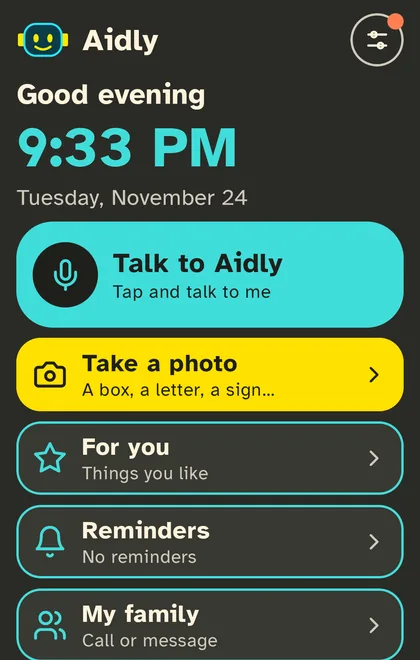 Aidly
Good evening
9:33 PM
Tuesday, November 24
Talk to Aidly
Tap and talk to me
Take a photo
A box, a letter, a sign...
For you
Things you like
Reminders
No reminders
My family
Call or message